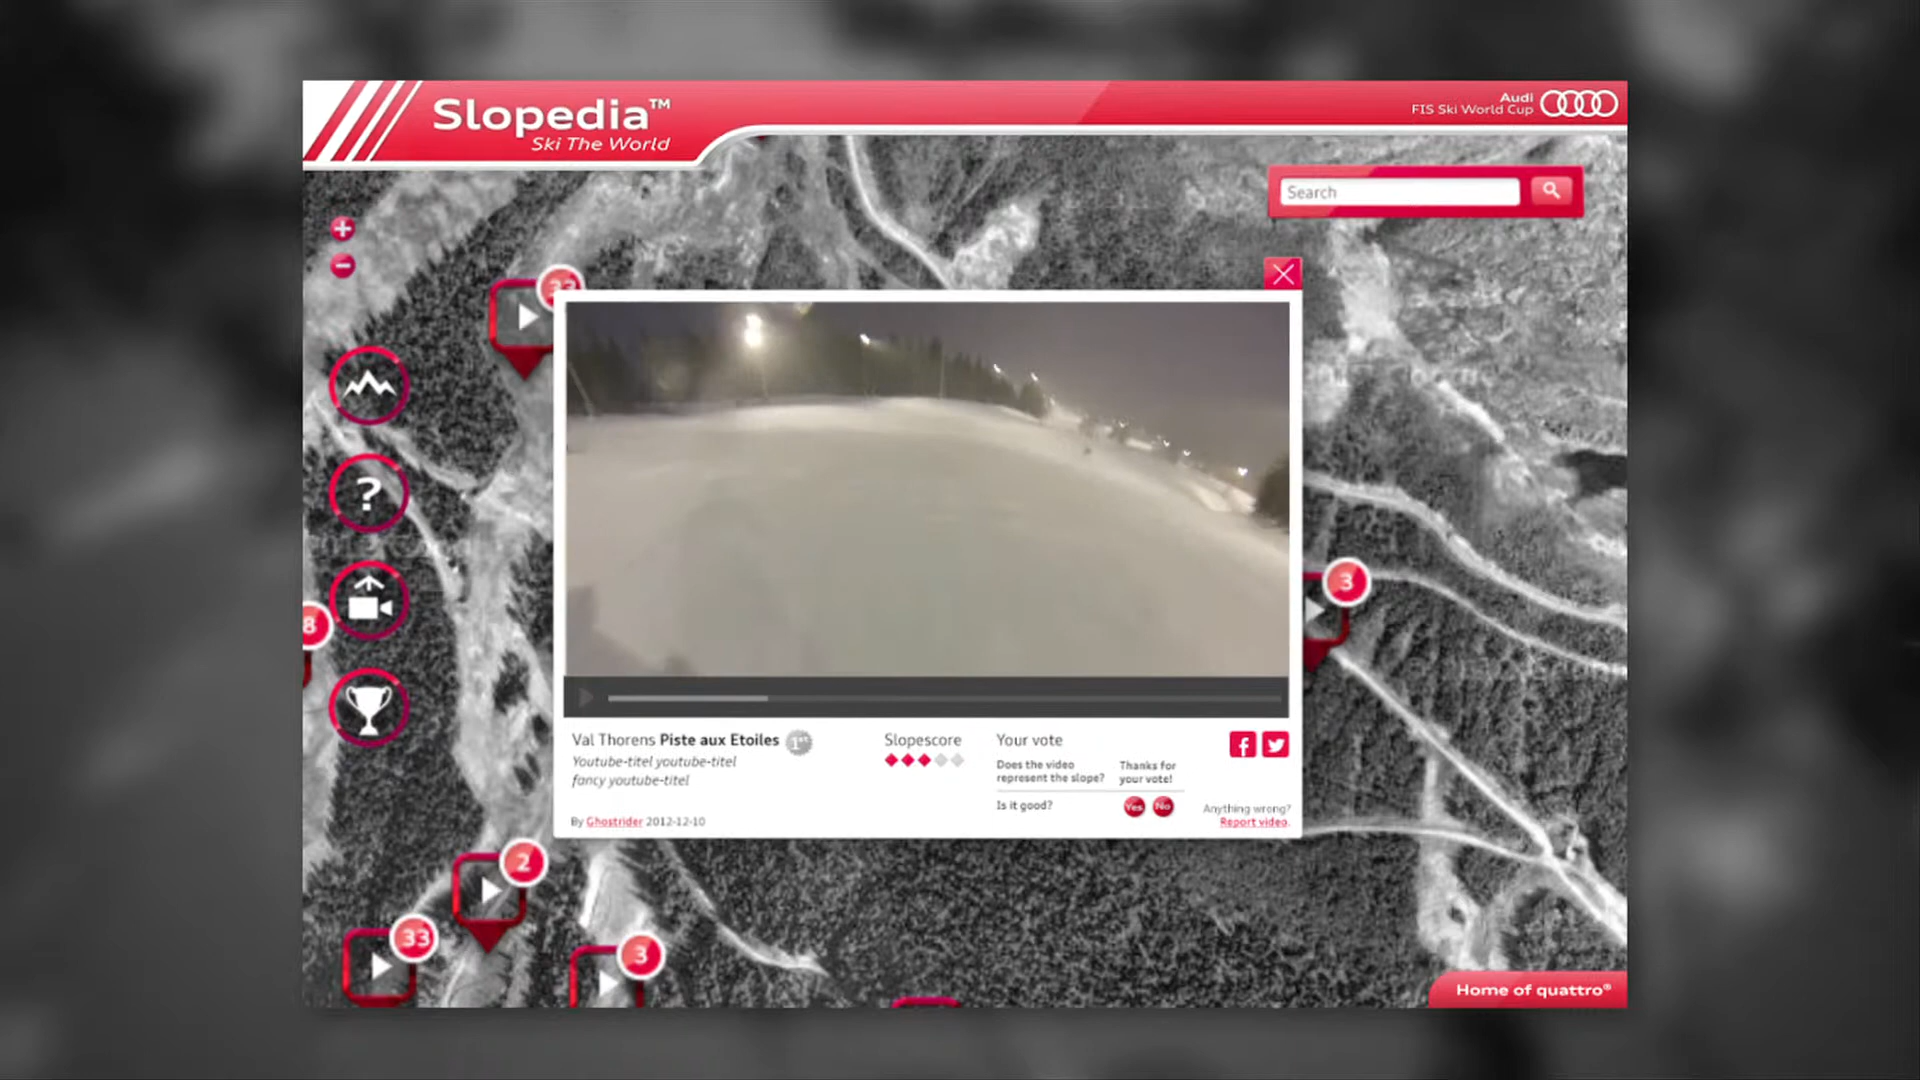 Slopedia™
Ski The World
Audi
FIS Ski World Cup
Search
8
3
Val Thorens Piste aux Etoiles 1st
Youtube-titel youtube-titel
fancy youtube-titel
By Ghostrider 2012-12-10
Slopescore
Your vote
Does the video
represent the slope?
Thanks for
your vote!
Is it good?
Yes No
Anything wrong?
Report video.
2
33
3
Home of quattro®